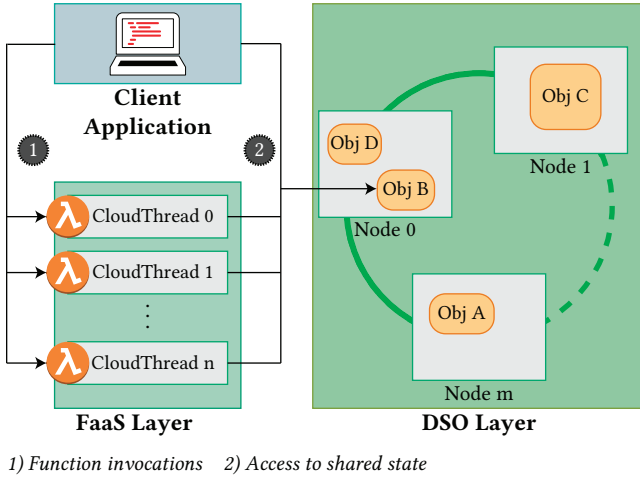 Client
Application
1
2
CloudThread 0
CloudThread 1
⋮
CloudThread n
FaaS Layer
Obj C
Node 1
Obj D
Obj B
Node 0
Obj A
Node m
DSO Layer
1) Function invocations 2) Access to shared state